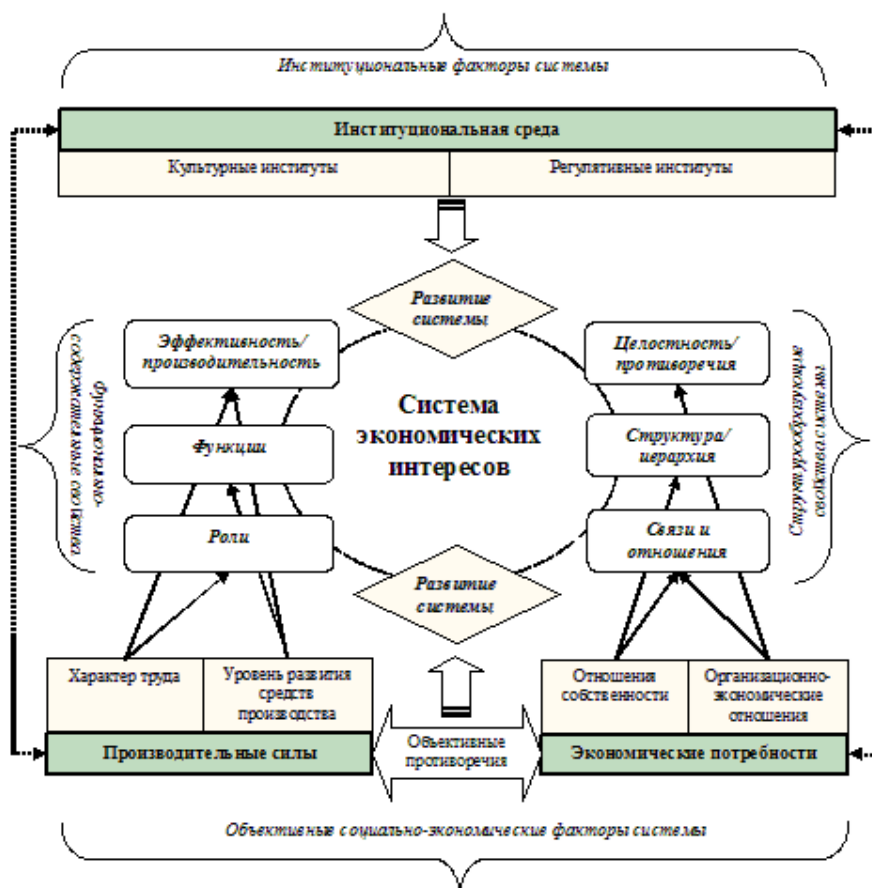 Институциональные факторы системы
Институциональная среда
Культурные институты
Регулятивные институты
Развитие
системы
Функционально-
содержательные свойства
Эффективность/
производительность
Функции
Роли
Система
экономических
интересов
Целостность/
противоречия
Структура/
иерархия
Связи и
отношения
Структурообразующие
свойства системы
Развитие
системы
Характер труда
Уровень развития
средств
производства
Отношения
собственности
Организационно-
экономические
отношения
Производительные силы
Объективные
противоречия
Экономические потребности
Объективные социально-экономические факторы системы